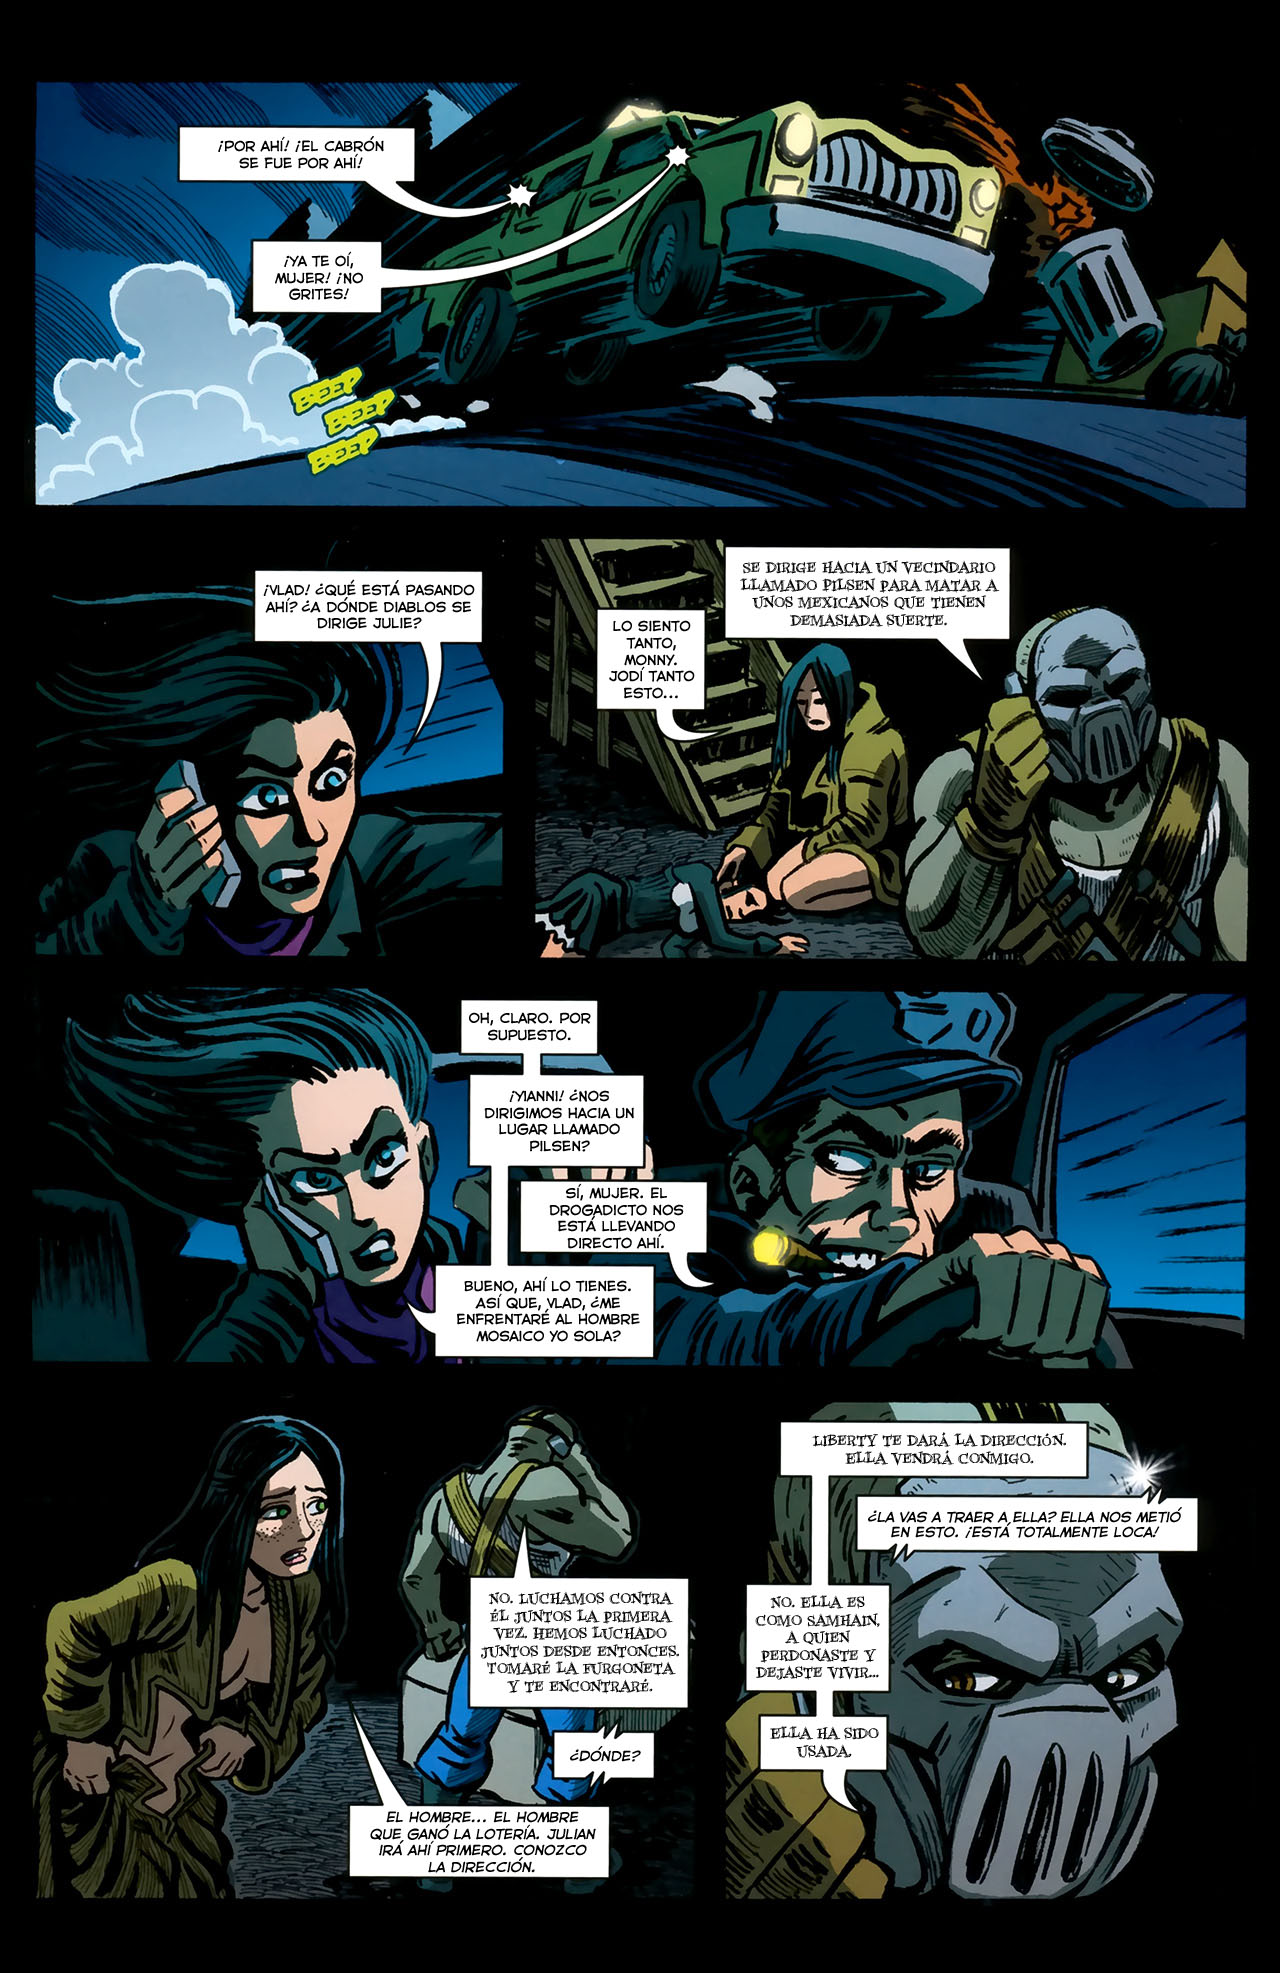 ¡POR AHÍ! ¡EL CABRÓN
SE FUE POR AHÍ!
¡YA TE OÍ,
MUJER! ¡NO
GRITES!
BEEP
BEEP
BEEP
¡VLAD! ¿QUÉ ESTÁ PASANDO
AHÍ? ¿A DÓNDE DIABLOS SE
DIRIGE JULIE?
LO SIENTO
TANTO,
MONNY.
JODÍ TANTO
ESTO...
SE DIRIGE HACIA UN VECINDARIO
LLAMADO PILSEN PARA MATAR A
UNOS MEXICANOS QUE TIENEN
DEMASIADA SUERTE.
OH, CLARO. POR
SUPUESTO.
¡YIANNI! ¿NOS
DIRIGIMOS HACIA UN
LUGAR LLAMADO
PILSEN?
SÍ, MUJER. EL
DROGADICTO NOS
ESTÁ LLEVANDO
DIRECTO AHÍ.
BUENO, AHÍ LO TIENES.
ASÍ QUE, VLAD, ¿ME
ENFRENTARÉ AL HOMBRE
MOSAICO YO SOLA?
NO. LUCHAMOS CONTRA
ÉL JUNTOS LA PRIMERA
VEZ. HEMOS LUCHADO
JUNTOS DESDE ENTONCES.
TOMARÉ LA FURGONETA
Y TE ENCONTRARÉ.
¿DÓNDE?
EL HOMBRE... EL HOMBRE
QUE GANÓ LA LOTERÍA. JULIAN
IRÁ AHÍ PRIMERO. CONOZCO
LA DIRECCIÓN.
LIBERTY TE DARÁ LA DIRECCIÓN.
ELLA VENDRÁ CONMIGO.
¿LA VAS A TRAER A ELLA? ELLA NOS METIÓ
EN ESTO. ¡ESTÁ TOTALMENTE LOCA!
NO. ELLA ES
COMO SAMHAIN,
A QUIEN
PERDONASTE Y
DEJASTE VIVIR...
ELLA HA SIDO
USADA.